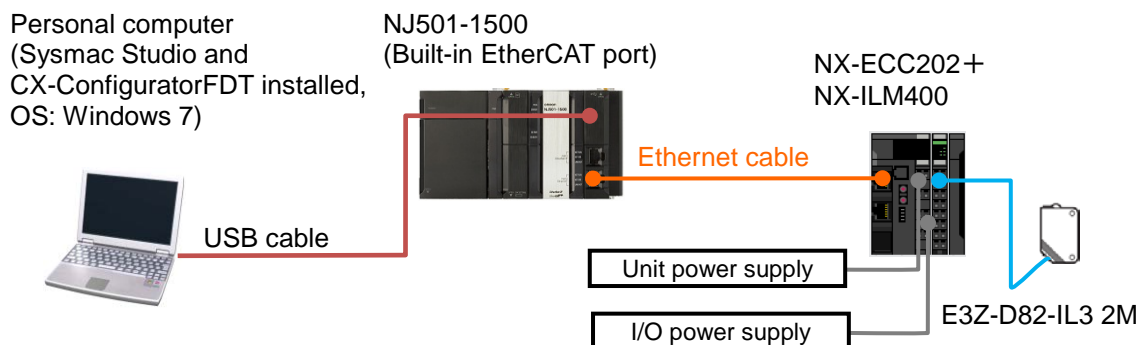 Personal computer
(Sysmac Studio and
CX-ConfiguratorFDT installed,
OS: Windows 7)
NJ501-1500
(Built-in EtherCAT port)
NX-ECC202＋
NX-ILM400
Ethernet cable
USB cable
Unit power supply
I/O power supply
E3Z-D82-IL3 2M